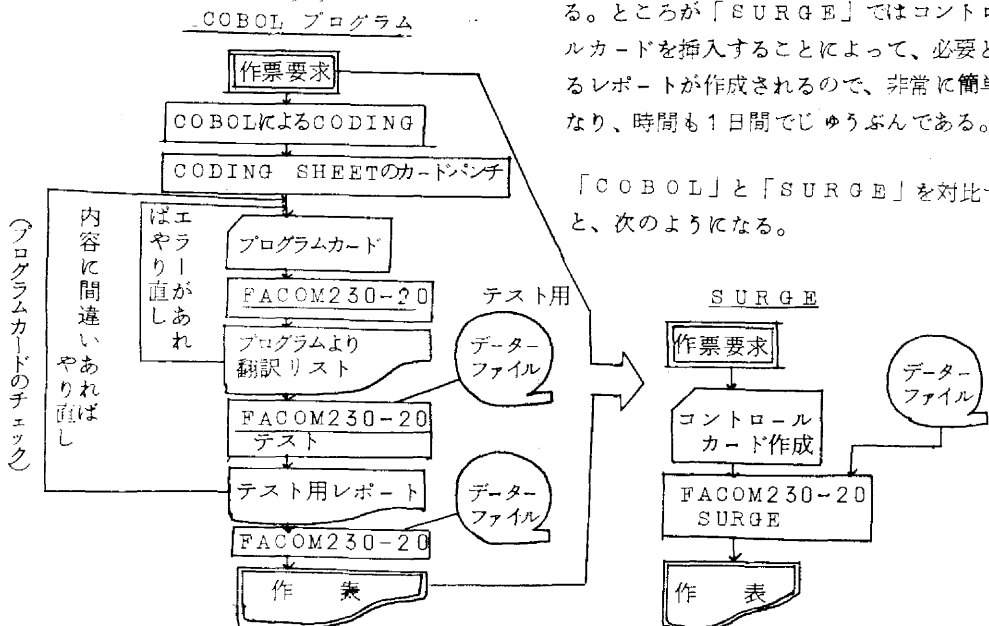 COBOL プログラム
作票要求
COBOLによるCODING
CODING SHEETのカードパンチ
プログラムカード
FACOM230-20
プログラムより
翻訳リスト
テスト用
データー
ファイル
FACOM230-20
テスト
テスト用レポート
データー
ファイル
FACOM230-20
作 表
エラーがあれ
ばやり直し
内容に間違いあれば
やり直し
(プログラムカードのチェック)
る。ところが「SURGE」ではコントロ
ルカードを挿入することによって、必要と
るレポートが作成されるので、非常に簡単
なり、時間も1日間でじゅうぶんである。
「COBOL」と「SURGE」を対比す
と、次のようになる。
SURGE
作票要求
コントロール
カード作成
データー
ファイル
FACOM230-20
SURGE
作 表